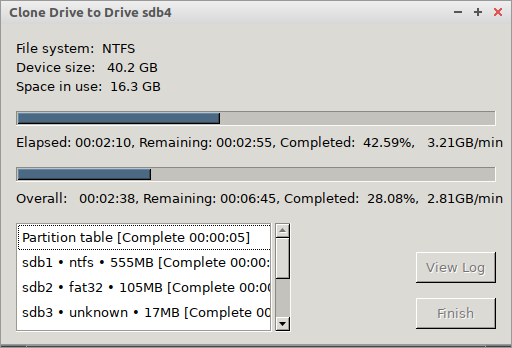 Clone Drive to Drive sdb4
File system: NTFS
Device size: 40.2 GB
Space in use: 16.3 GB
Elapsed: 00:02:10, Remaining: 00:02:55, Completed: 42.59%, 3.21GB/min
Overall: 00:02:38, Remaining: 00:06:45, Completed: 28.08%, 2.81GB/min
Partition table [Complete 00:00:05]
sdb1 • ntfs • 555MB [Complete 00:00:
sdb2 • fat32 • 105MB [Complete 00:0
sdb3 • unknown • 17MB [Complete 00
View Log
Finish